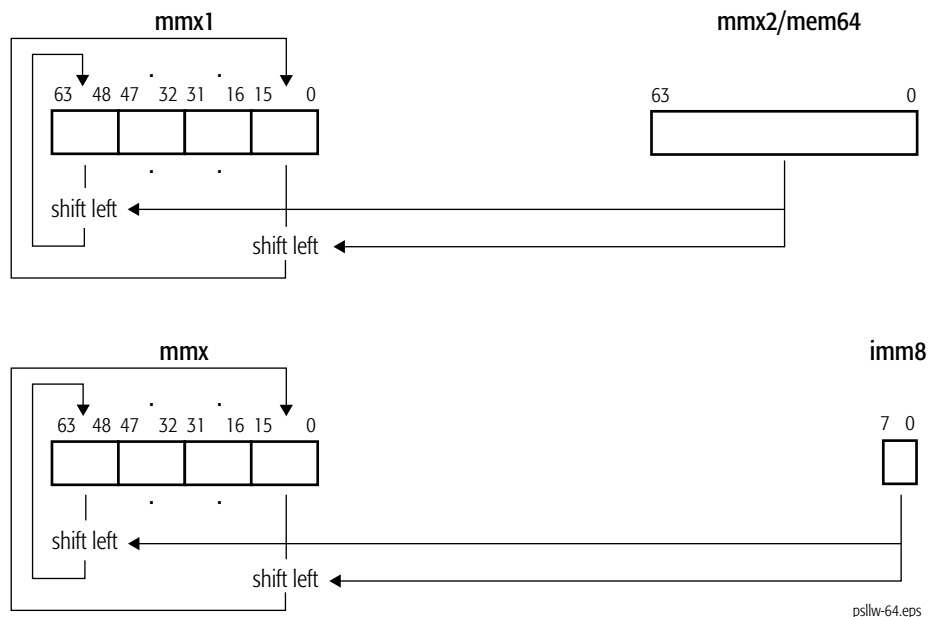 mmx1 mmx2/mem64
. .
63 48 47 32 31 16 15 0 63 0
. .
shift left
shift left
mmx imm8
. .
63 48 47 32 31 16 15 0 7 0
. .
shift left
shift left
psllw-64.eps